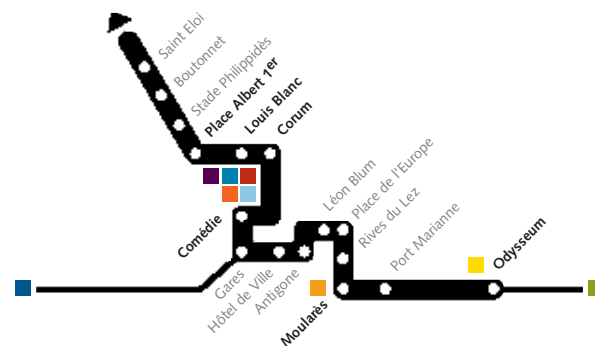 Saint Eloi
Boutonnet
Stade Philippidès
Place Albert 1er
Louis Blanc
Corum
Comédie
Gares
Hôtel de Ville
Antigone
Léon Blum
Place de l'Europe
Rives du Lez
Moularès
Port Marianne
Odysseum